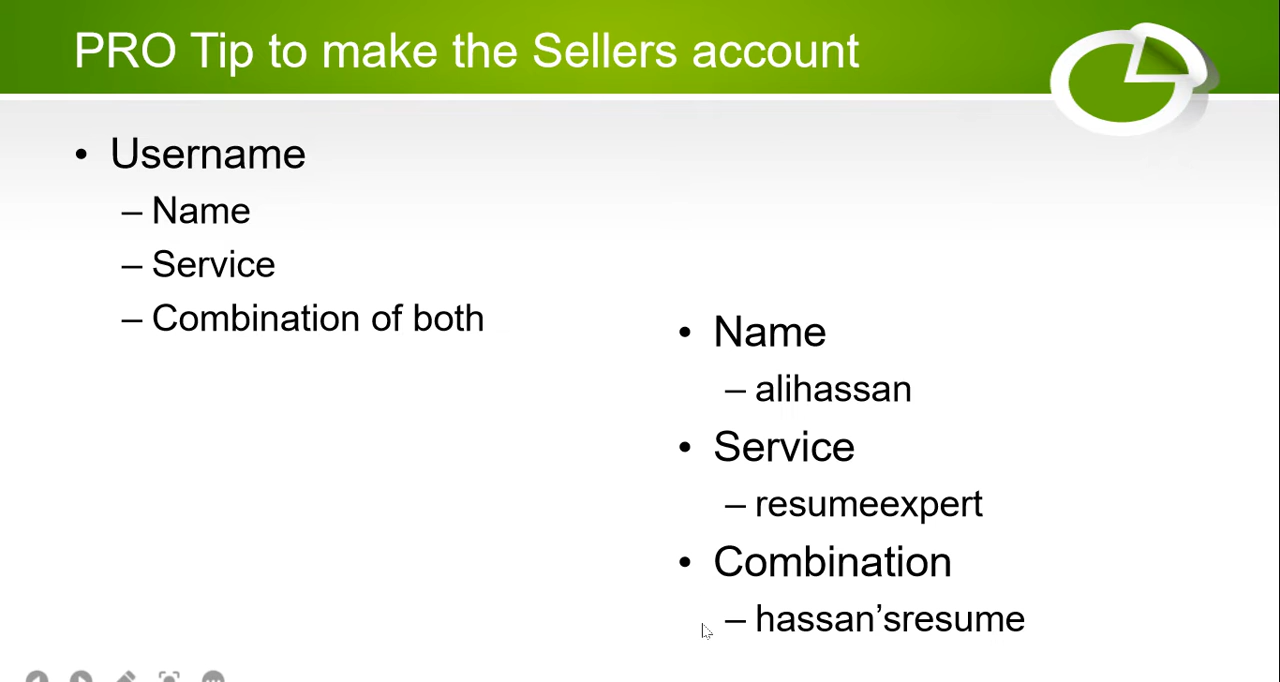 PRO Tip to make the Sellers account
• Username
– Name
– Service
– Combination of both
• Name
– alihassan
• Service
– resumeexpert
• Combination
– hassan’sresume